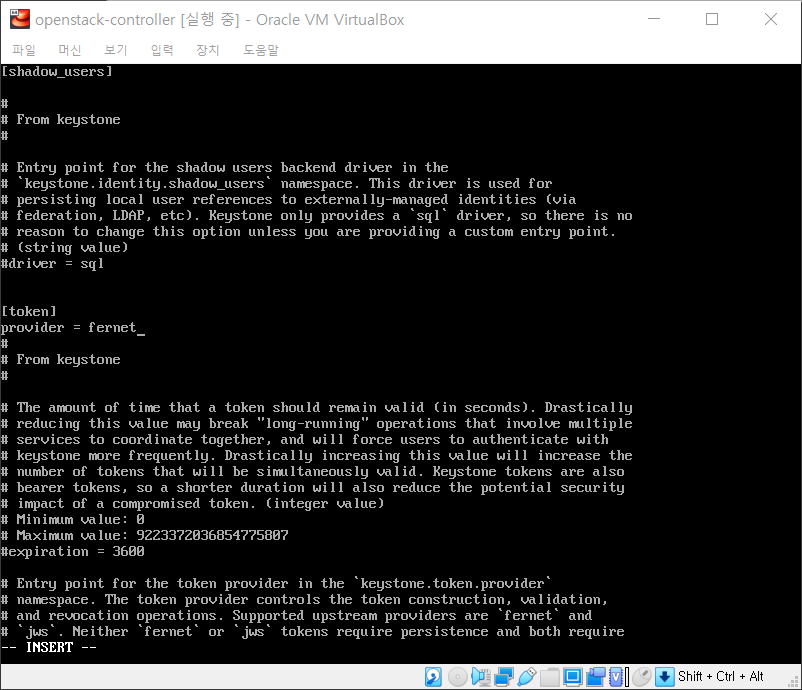 openstack-controller [실행 중] - Oracle VM VirtualBox
파일 머신 보기 입력 장치 도움말
[shadow_users]
#
# From keystone
#
# Entry point for the shadow users backend driver in the
# `keystone.identity.shadow_users` namespace. This driver is used for
# persisting local user references to externally-managed identities (via
# federation, LDAP, etc). Keystone only provides a `sql` driver, so there is no
# reason to change this option unless you are providing a custom entry point.
# (string value)
#driver = sql
[token]
provider = fernet_
#
# From keystone
#
# The amount of time that a token should remain valid (in seconds). Drastically
# reducing this value may break "long-running" operations that involve multiple
# services to coordinate together, and will force users to authenticate with
# keystone more frequently. Drastically increasing this value will increase the
# number of tokens that will be simultaneously valid. Keystone tokens are also
# bearer tokens, so a shorter duration will also reduce the potential security
# impact of a compromised token. (integer value)
# Minimum value: 0
# Maximum value: 9223372036854775807
#expiration = 3600
# Entry point for the token provider in the `keystone.token.provider`
# namespace. The token provider controls the token construction, validation,
# and revocation operations. Supported upstream providers are `fernet` and
# `jws`. Neither `fernet` or `jws` tokens require persistence and both require
-- INSERT --
Shift + Ctrl + Alt